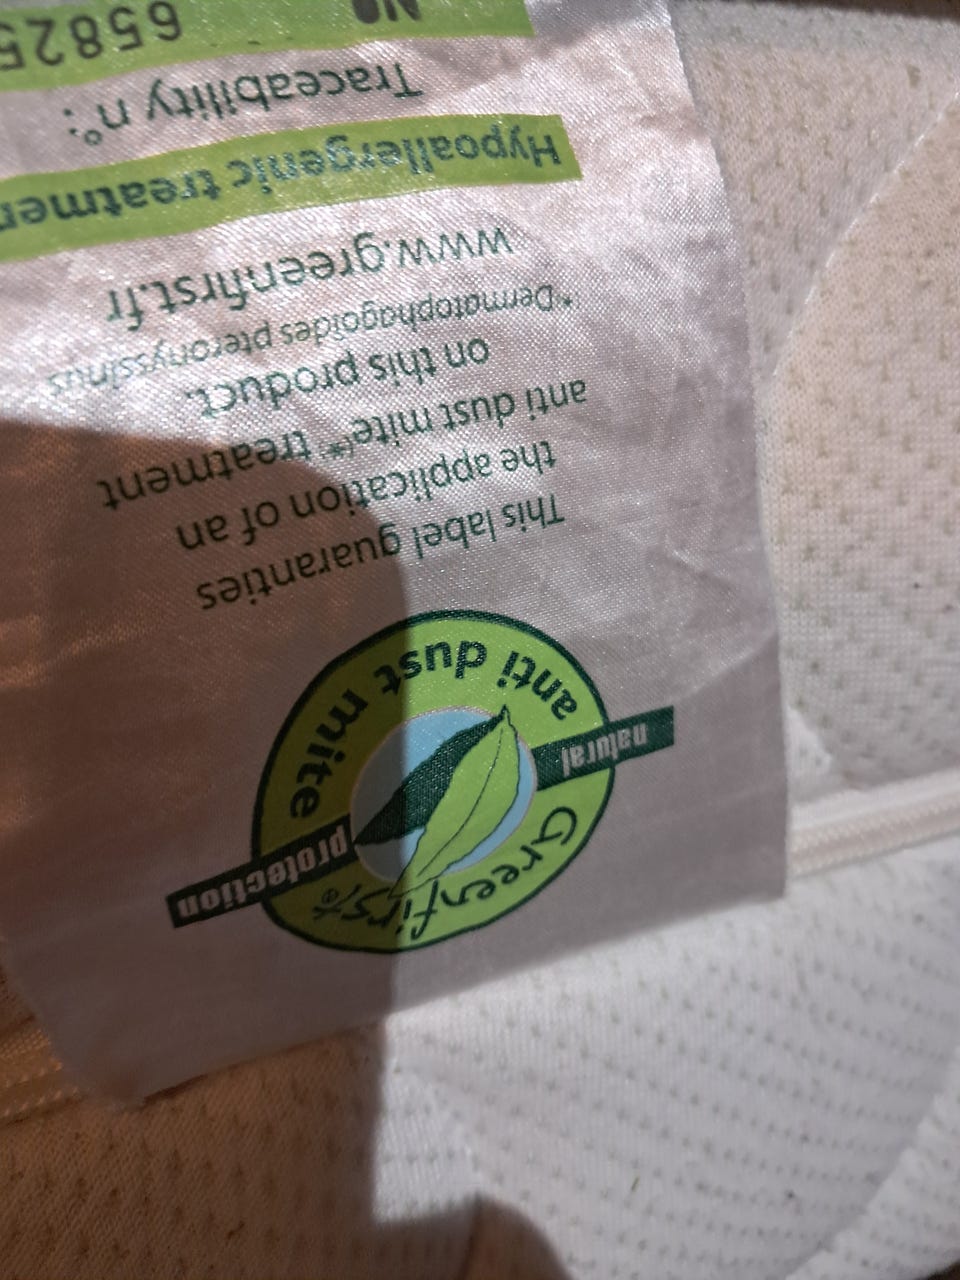 Greenfirst®
natural protection
anti dust mite
This label guaranties
the application of an
anti dust mite(*) treatment
on this product.
*Dermatophagoides pteronyssinus
www.greenfirst.fr
Hypoallergenic
Traceability n°:
No 65825